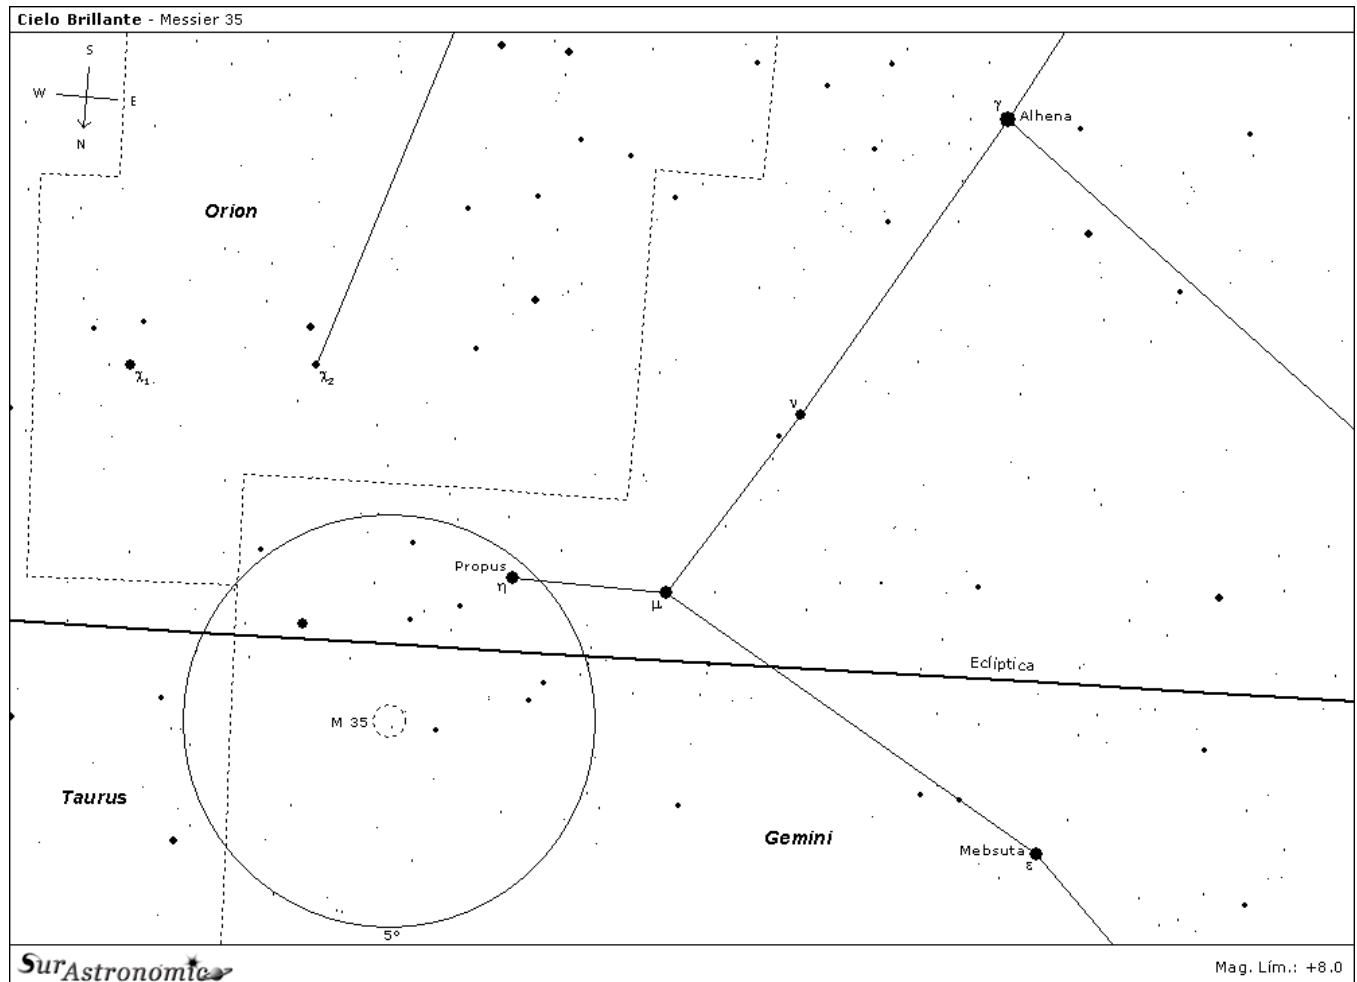 Cielo Brillante - Messier 35
S
W
E
N
γ
Alhena
Orion
χ1
χ2
ν
Propus
η
μ
Eclíptica
M 35
Taurus
Gemini
Mebsuta
ε
5°
SurAstronómico
Mag. Lím.: +8.0